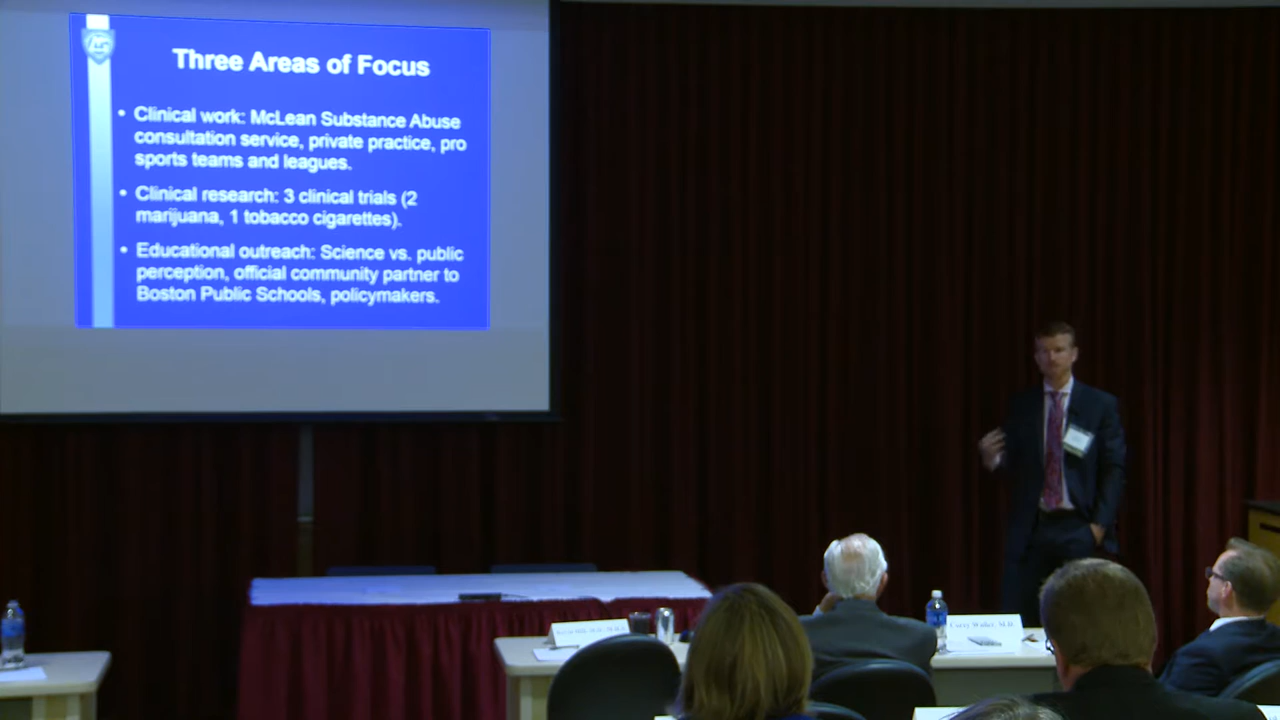 Three Areas of Focus
• Clinical work: McLean Substance Abuse
consultation service, private practice, pro
sports teams and leagues.
• Clinical research: 3 clinical trials (2
marijuana, 1 tobacco cigarettes).
• Educational outreach: Science vs. public
perception, official community partner to
Boston Public Schools, policymakers.
M.D.